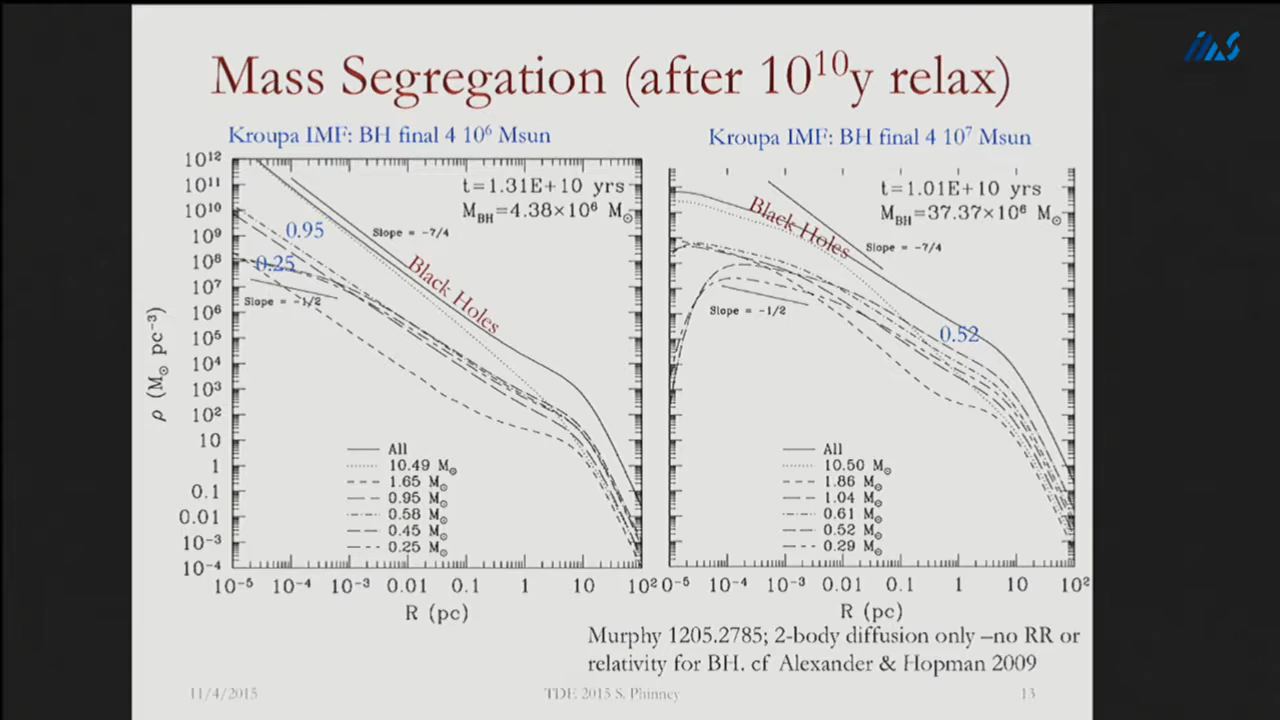 iias
Mass Segregation (after 10¹⁰y relax)
Kroupa IMF: BH final 4 10⁶ Msun
Kroupa IMF: BH final 4 10⁷ Msun
10¹²
10¹¹
10¹⁰
10⁹
10⁸
10⁷
10⁶
10⁵
10⁴
10³
10²
10
1
0.1
0.01
10⁻³
10⁻⁴
ρ (M⊙ pc⁻³)
t=1.31E+10 yrs
M_BH=4.38×10⁶ M⊙
Slope = -7/4
0.95
0.25
Black Holes
Slope = -1/2
All
10.49 M⊙
1.65 M⊙
0.95 M⊙
0.58 M⊙
0.45 M⊙
0.25 M⊙
10⁻⁵ 10⁻⁴ 10⁻³ 0.01 0.1 1 10 10²
R (pc)
t=1.01E+10 yrs
M_BH=37.37×10⁶ M⊙
Black Holes
Slope = -7/4
Slope = -1/2
0.52
All
10.50 M⊙
1.86 M⊙
1.04 M⊙
0.61 M⊙
0.52 M⊙
0.29 M⊙
0⁻⁵ 10⁻⁴ 10⁻³ 0.01 0.1 1 10 10²
R (pc)
Murphy 1205.2785; 2-body diffusion only –no RR or
relativity for BH. cf Alexander & Hopman 2009
11/4/2015
TDE 2015 S. Phinney
13